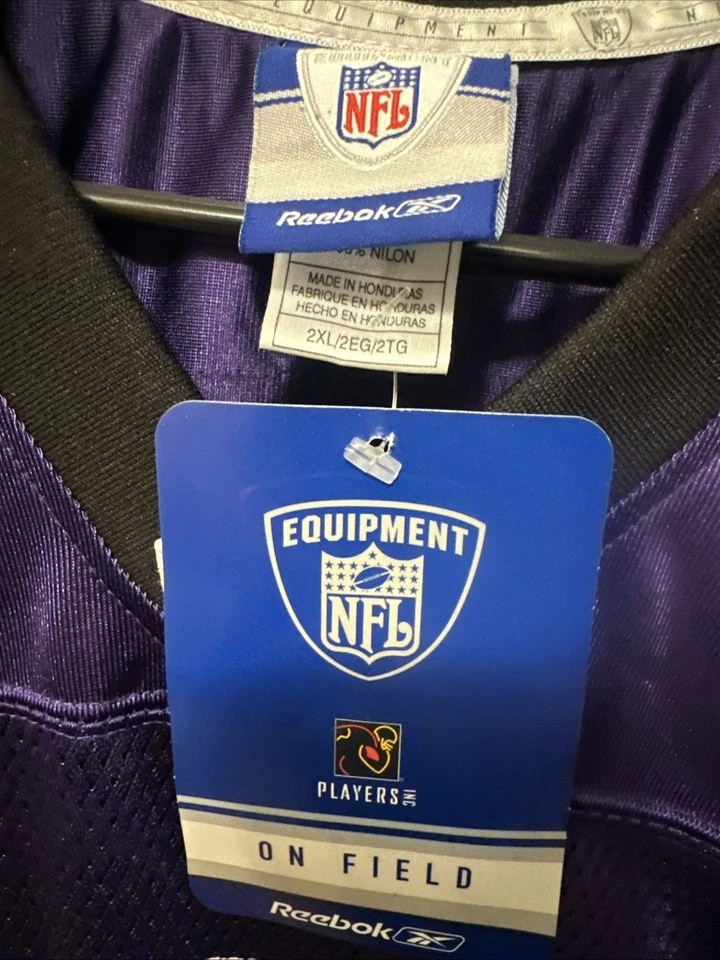 EQUIPMENT
NFL
N
NFL
Reebok
% NILON
MADE IN HONDURAS
FABRIQUE EN HONDURAS
HECHO EN HONDURAS
2XL/2EG/2TG
EQUIPMENT
NFL
PLAYERS INC
ON FIELD
Reebok